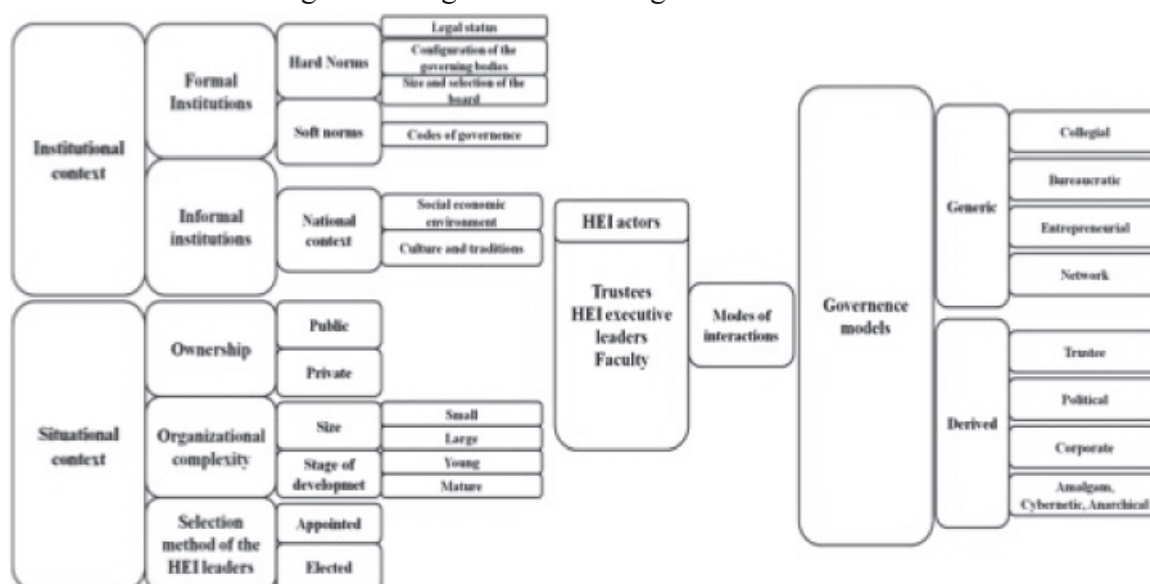 Institutional
context
Formal
Institutions
Hard Norms
Legal status
Configuration of the
governing bodies
Size and selection of the
board
Soft norms
Codes of governence
Informal
institutions
National
context
Social economic
environment
Culture and traditions
Situational
context
Ownership
Public
Private
Organizational
complexity
Size
Small
Large
Stage of
developmet
Young
Mature
Selection
method of the
HEI leaders
Appointed
Elected
HEI actors
Trustees
HEI executive
leaders
Faculty
Modes of
interactions
Governence
models
Generic
Collegial
Bureaucratic
Entrepreneurial
Network
Derived
Trustee
Political
Corporate
Amalgam,
Cybernetic, Anarchical